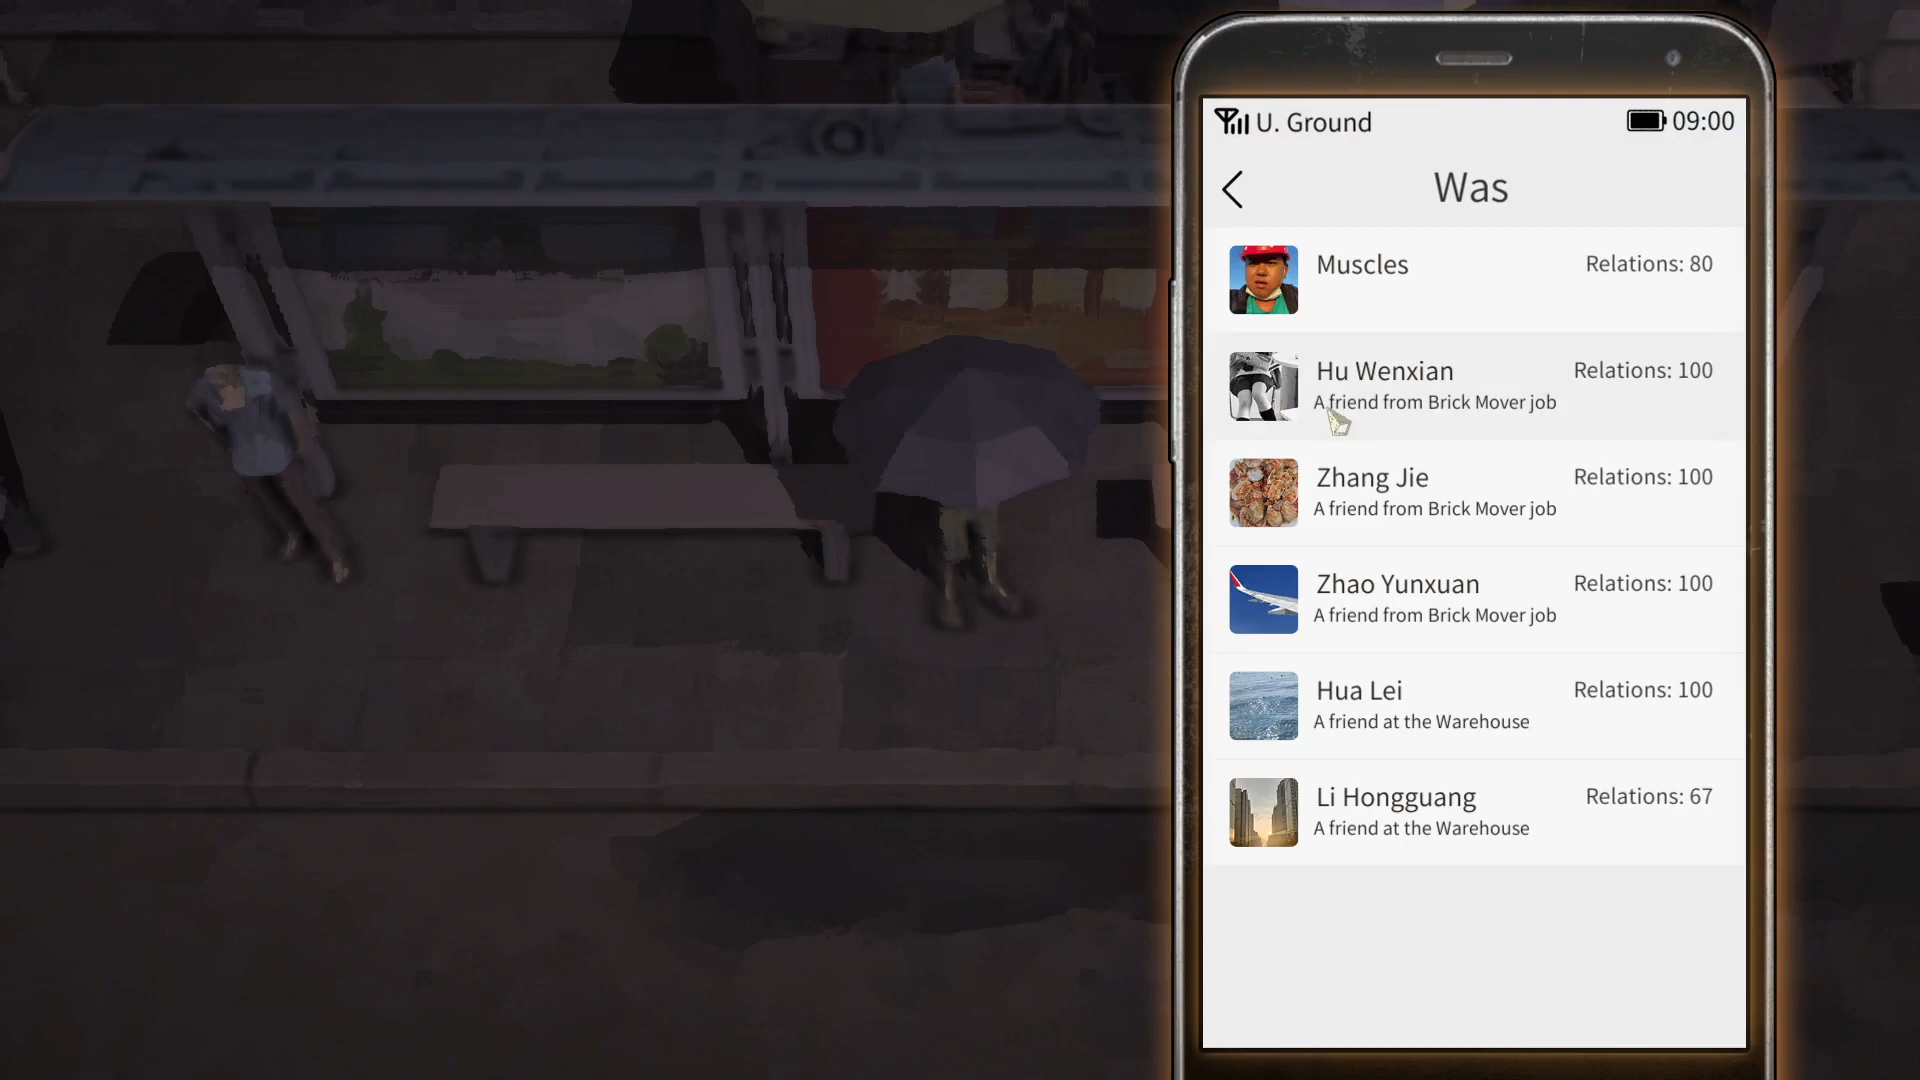 U. Ground
09:00
Was
Muscles
Relations: 80
Hu Wenxian
Relations: 100
A friend from Brick Mover job
Zhang Jie
Relations: 100
A friend from Brick Mover job
Zhao Yunxuan
Relations: 100
A friend from Brick Mover job
Hua Lei
Relations: 100
A friend at the Warehouse
Li Hongguang
Relations: 67
A friend at the Warehouse